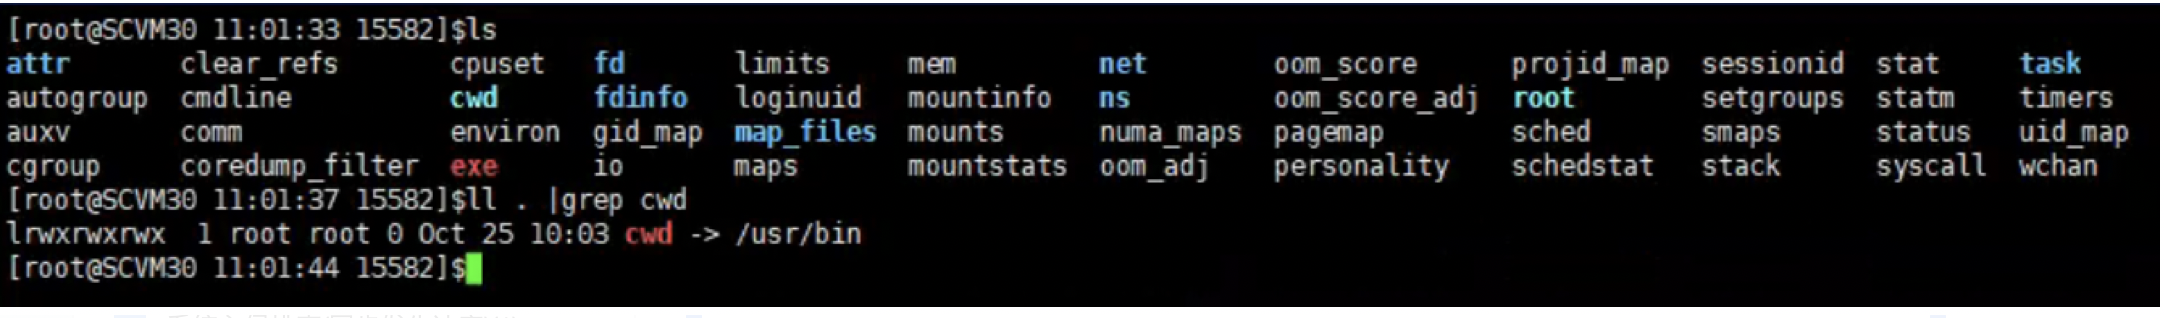 [root@SCVM30 11:01:33 15582]$ls
attr clear_refs cpuset fd limits mem net oom_score projid_map sessionid stat task
autogroup cmdline cwd fdinfo loginuid mountinfo ns oom_score_adj root setgroups statm timers
auxv comm environ gid_map map_files mounts numa_maps pagemap sched smaps status uid_map
cgroup coredump_filter exe io maps mountstats oom_adj personality schedstat stack syscall wchan
[root@SCVM30 11:01:37 15582]$ll . |grep cwd
lrwxrwxrwx 1 root root 0 Oct 25 10:03 cwd -> /usr/bin
[root@SCVM30 11:01:44 15582]$